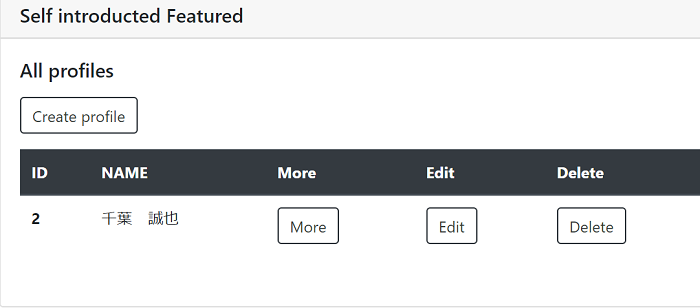 Self introducted Featured
All profiles
Create profile
ID NAME More Edit Delete
2 千葉　誠也 More Edit Delete